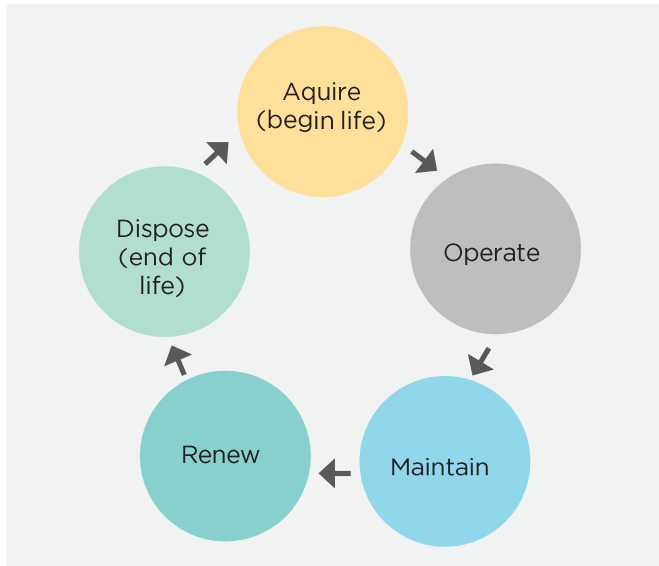 Aquire
(begin life)
Operate
Maintain
Renew
Dispose
(end of
life)